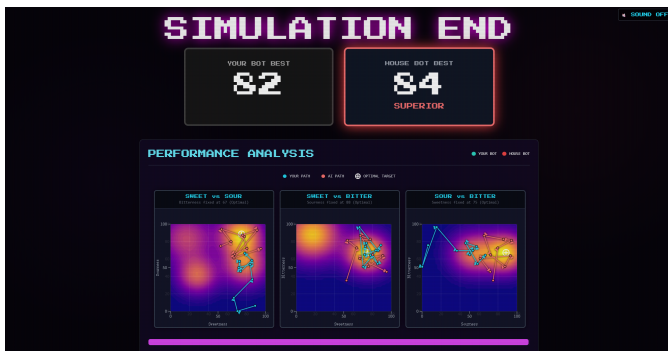 SIMULATION END
SOUND OFF
YOUR BOT BEST
82
HOUSE BOT BEST
84
SUPERIOR
PERFORMANCE ANALYSIS
YOUR BOT
HOUSE BOT
YOUR PATH
AI PATH
OPTIMAL TARGET
SWEET vs SOUR
SWEET vs BITTER
SOUR vs BITTER
100
50
0
0
50
100
Sweetness
100
50
0
0
50
100
Sweetness
100
50
0
0
50
100
Sourness